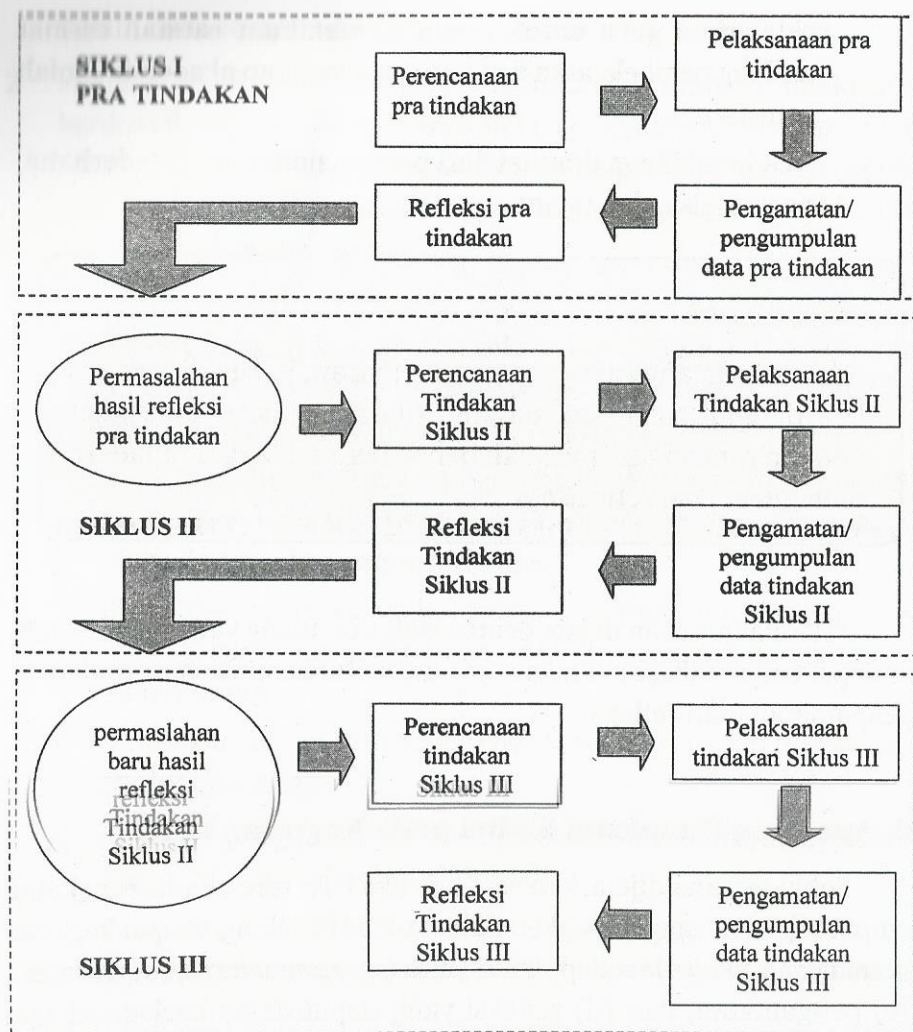 SIKLUS I
PRA TINDAKAN
Perencanaan
pra tindakan
Pelaksanaan pra
tindakan
Pengamatan/
pengumpulan
data pra tindakan
Refleksi pra
tindakan
Permasalahan
hasil refleksi
pra tindakan
Perencanaan
Tindakan
Siklus II
Pelaksanaan
Tindakan Siklus II
Pengamatan/
pengumpulan
data tindakan
Siklus II
Refleksi
Tindakan
Siklus II
SIKLUS II
permaslahan
baru hasil
refleksi
Tindakan
Siklus II
Perencanaan
tindakan
Siklus III
Pelaksanaan
tindakan Siklus III
Pengamatan/
pengumpulan
data tindakan
Siklus III
Refleksi
Tindakan
Siklus III
SIKLUS III